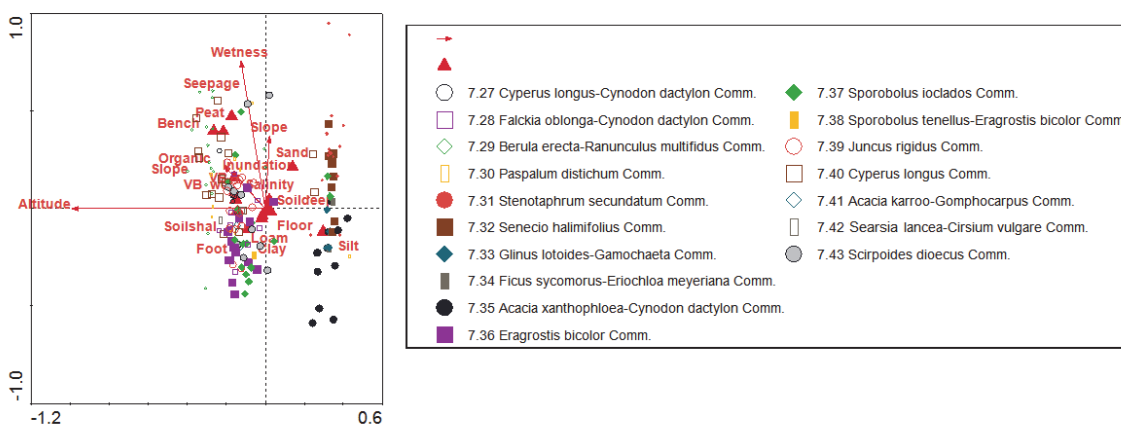 1.0
Wetness
Seepage
Peat
Bench
Slope
Organic
Sand
Inundation
Slope
VB
Salinity
Altitude
Soildee
Soilshal
Floor
Loam
Foot
Clay
Silt
-1.0
-1.2
0.6
7.27 Cyperus longus-Cynodon dactylon Comm.
7.28 Falckia oblonga-Cynodon dactylon Comm.
7.29 Berula erecta-Ranunculus multifidus Comm.
7.30 Paspalum distichum Comm.
7.31 Stenotaphrum secundatum Comm.
7.32 Senecio halimifolius Comm.
7.33 Glinus lotoides-Gamochaeta Comm.
7.34 Ficus sycomorus-Eriochloa meyeriana Comm.
7.35 Acacia xanthophloea-Cynodon dactylon Comm.
7.36 Eragrostis bicolor Comm.
7.37 Sporobolus ioclados Comm.
7.38 Sporobolus tenellus-Eragrostis bicolor Comm
7.39 Juncus rigidus Comm.
7.40 Cyperus longus Comm.
7.41 Acacia karroo-Gomphocarpus Comm.
7.42 Searsia lancea-Cirsium vulgare Comm.
7.43 Scirpoides dioecus Comm.